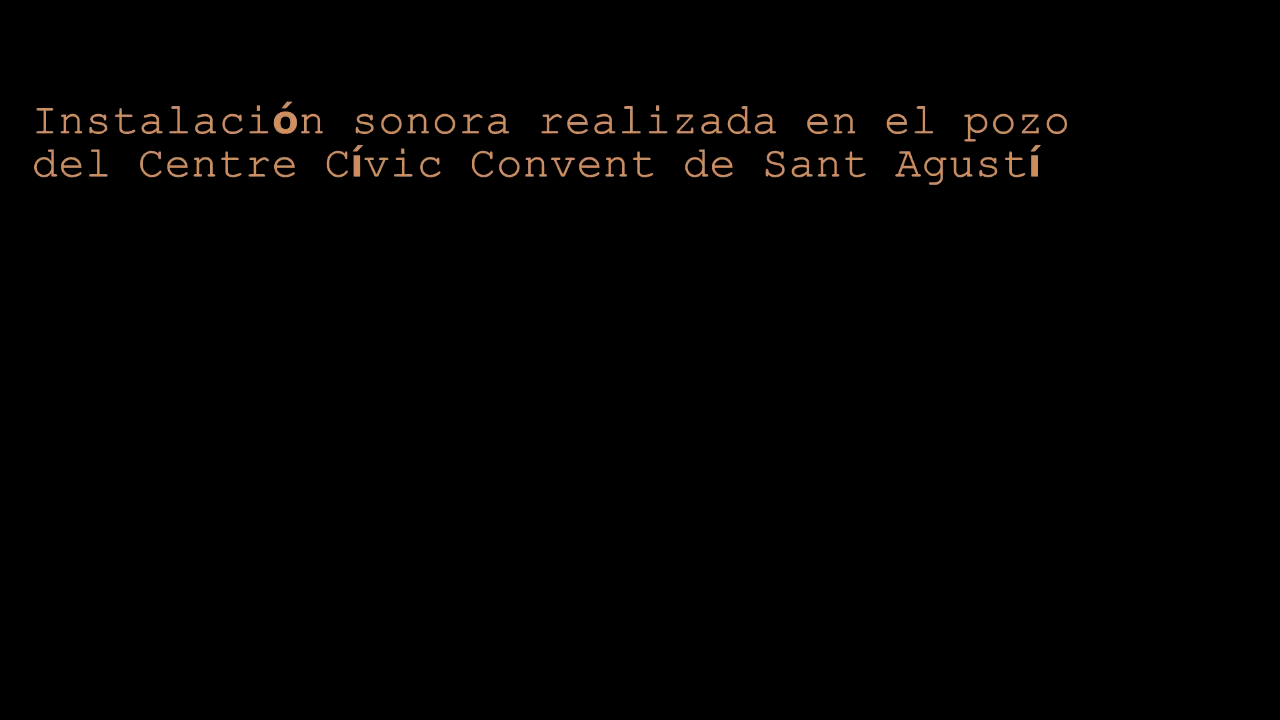 Instalación sonora realizada en el pozo
del Centre Cívic Convent de Sant Agustí